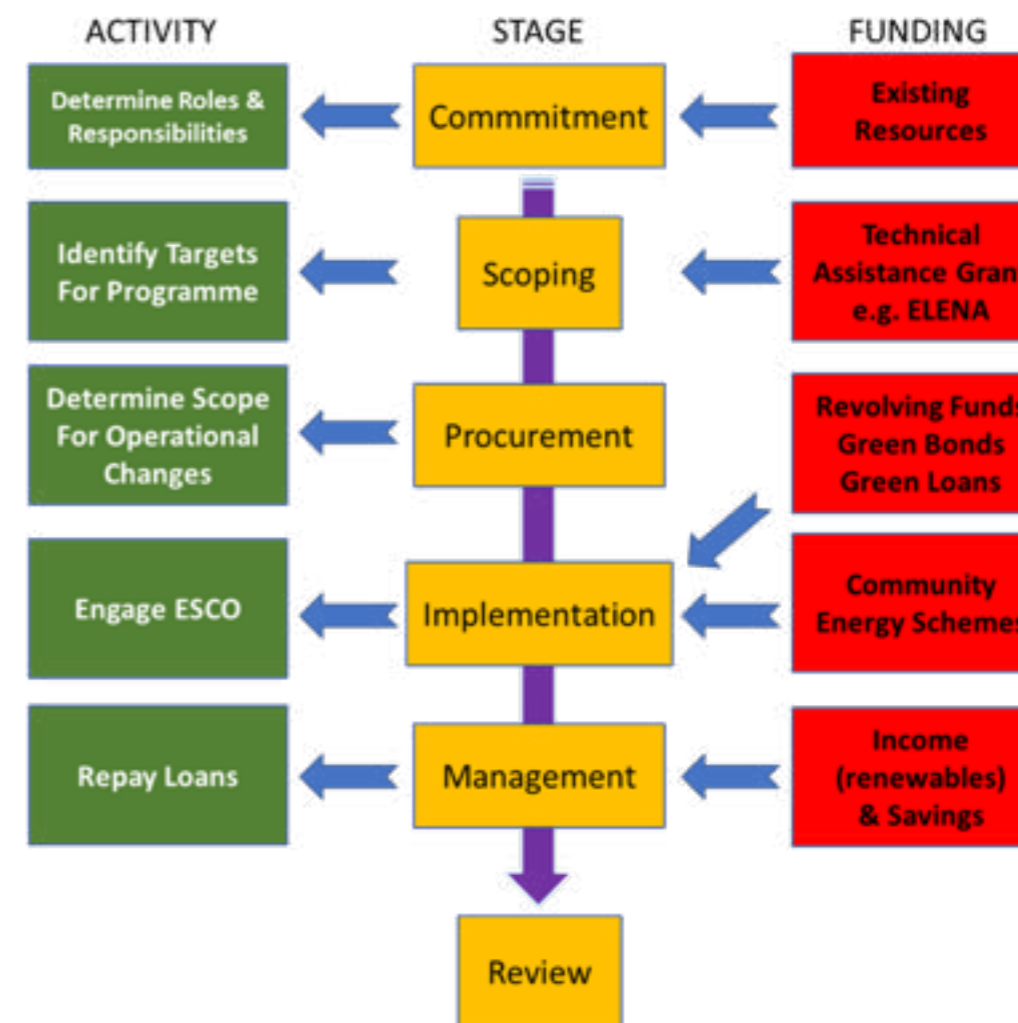 ACTIVITY STAGE FUNDING
Determine Roles &
Responsibilities
Commmitment
Existing
Resources
Identify Targets
For Programme
Scoping
Technical
Assistance Gran
e.g. ELENA
Determine Scope
For Operational
Changes
Procurement
Revolving Funds
Green Bonds
Green Loans
Engage ESCO
Implementation
Community
Energy Schemes
Repay Loans
Management
Income
(renewables)
& Savings
Review